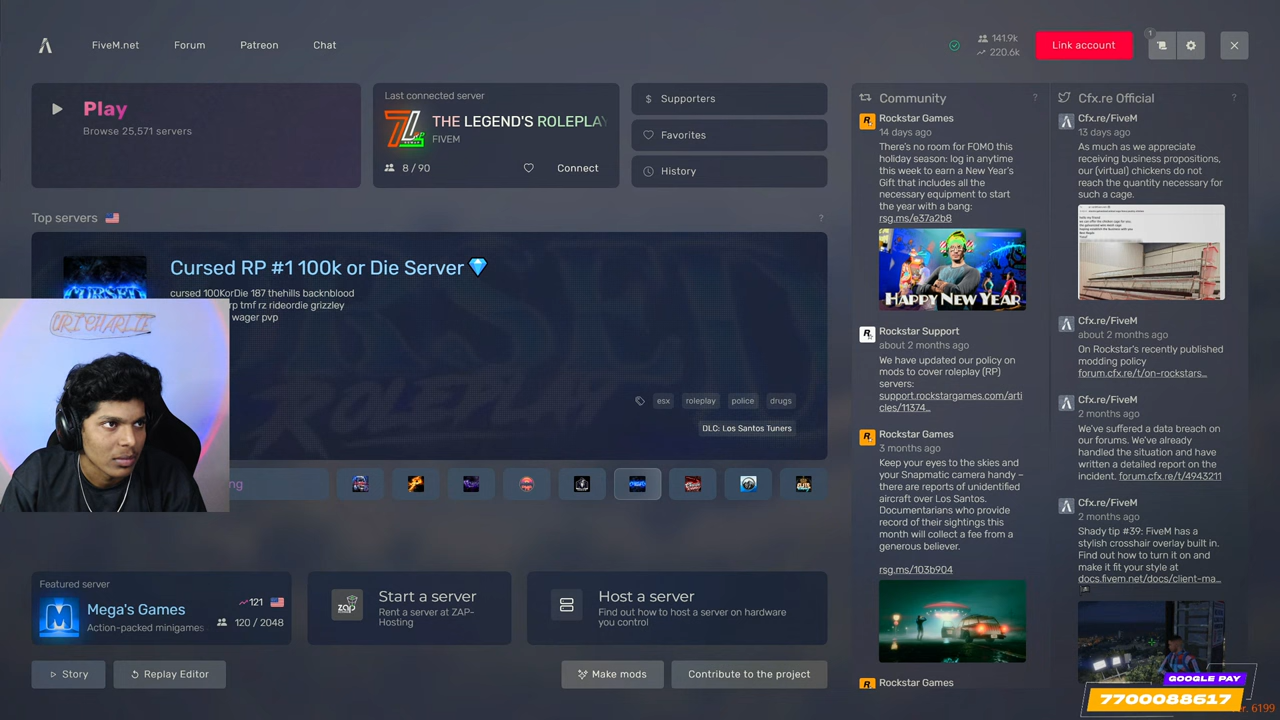 FiveM.net
Forum
Patreon
Chat
141.9k
220.6k
Link account
1
Play
Browse 25,571 servers
Last connected server
THE LEGEND'S ROLEPLAY
FIVEM
8 / 90
Connect
Supporters
Favorites
History
Top servers
Cursed RP #1 100k or Die Server
cursed 100KorDie 187 thehills backnblood
rp tmf rz rideordie grizzley
wager pvp
esx
roleplay
police
drugs
DLC: Los Santos Tuners
Featured server
Mega's Games
Action-packed minigames
121
120 / 2048
ZAP
Start a server
Rent a server at ZAP-
Hosting
Host a server
Find out how to host a server on hardware
you control
Story
Replay Editor
Make mods
Contribute to the project
Community
?
Rockstar Games
14 days ago
There's no room for FOMO this
holiday season: log in anytime
this week to earn a New Year's
Gift that includes all the
necessary equipment to start
the year with a bang:
rsg.ms/e37a2b8
HAPPY NEW YEAR
Rockstar Support
about 2 months ago
We have updated our policy on
mods to cover roleplay (RP)
servers:
support.rockstargames.com/arti
cles/11374…
Rockstar Games
3 months ago
Keep your eyes to the skies and
your Snapmatic camera handy –
there are reports of unidentified
aircraft over Los Santos.
Documentarians who provide
record of their sightings this
month will collect a fee from a
generous believer.
rsg.ms/103b904
Rockstar Games
Cfx.re Official
?
Cfx.re/FiveM
13 days ago
As much as we appreciate
receiving business propositions,
our (virtual) chickens do not
reach the quantity necessary for
such a cage.
Cfx.re/FiveM
about 2 months ago
On Rockstar's recently published
modding policy
forum.cfx.re/t/on-rockstars…
Cfx.re/FiveM
2 months ago
We've suffered a data breach on
our forums. We've already
handled the situation and have
written a detailed report on the
incident. forum.cfx.re/t/4943211
Cfx.re/FiveM
2 months ago
Shady tip #39: FiveM has a
stylish crosshair overlay built in.
Find out how to turn it on and
make it fit your style at
docs.fivem.net/docs/client-ma…
GOOGLE PAY
7700088617
er. 6199